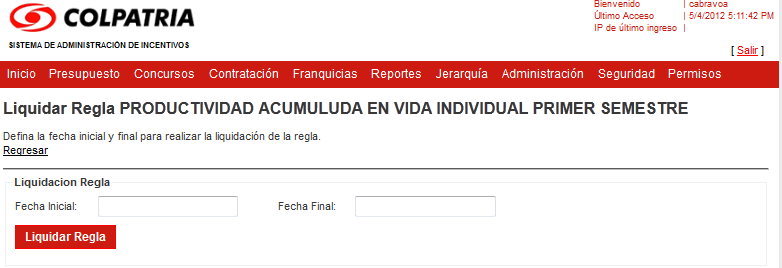 COLPATRIA
SISTEMA DE ADMINISTRACIÓN DE INCENTIVOS
Bienvenido | cabravoa
Último Acceso | 5/4/2012 5:11:42 PM
IP de último ingreso |
[ Salir ]
Inicio Presupuesto Concursos Contratación Franquicias Reportes Jerarquía Administración Seguridad Permisos
Liquidar Regla PRODUCTIVIDAD ACUMULUDA EN VIDA INDIVIDUAL PRIMER SEMESTRE
Defina la fecha inicial y final para realizar la liquidación de la regla.
Regresar
Liquidacion Regla
Fecha Inicial: Fecha Final:
Liquidar Regla